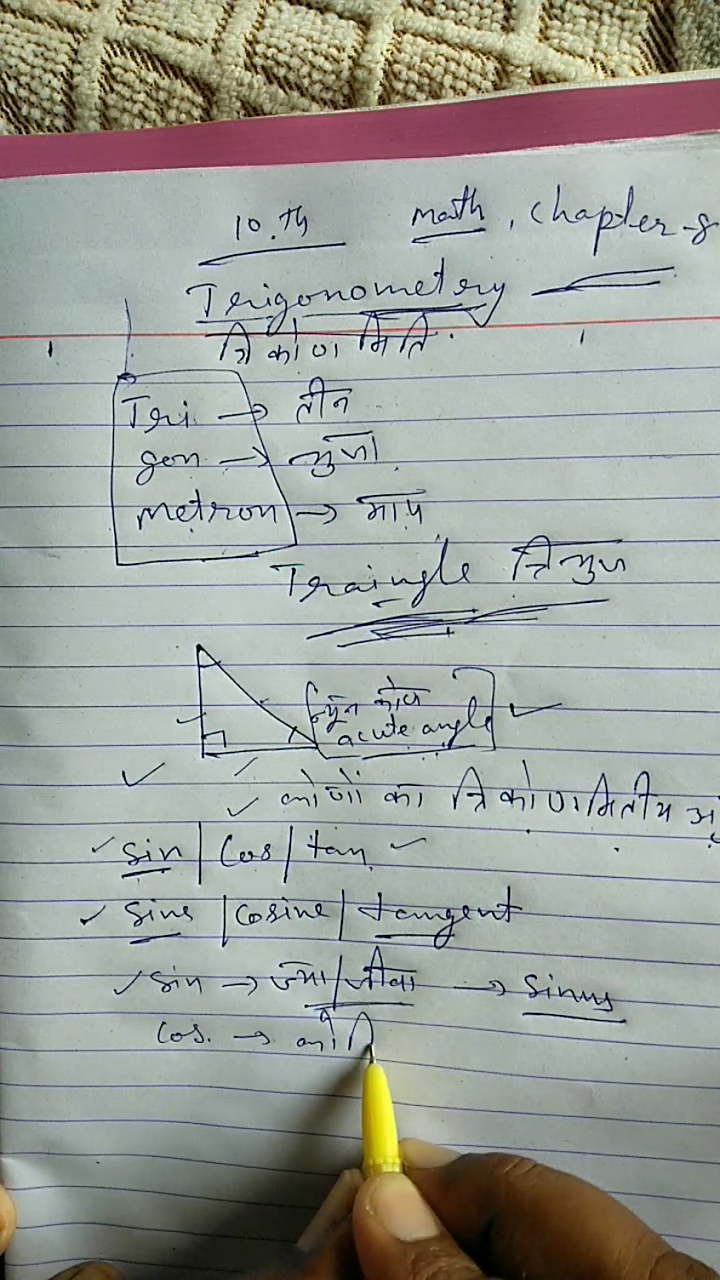 10.th math, chapter-8
Trigonometry
त्रिकोणमिति.
Tri. → तीन
gon → भुजा
metron → माप
Traingle त्रिभुज
न्यून कोण
acute angle
कोणों का त्रिकोणमितीय
sin | Cos | tan
sine | Cosine | tangent
sin → ज्या/जीवा → Sinus
Cos. → को